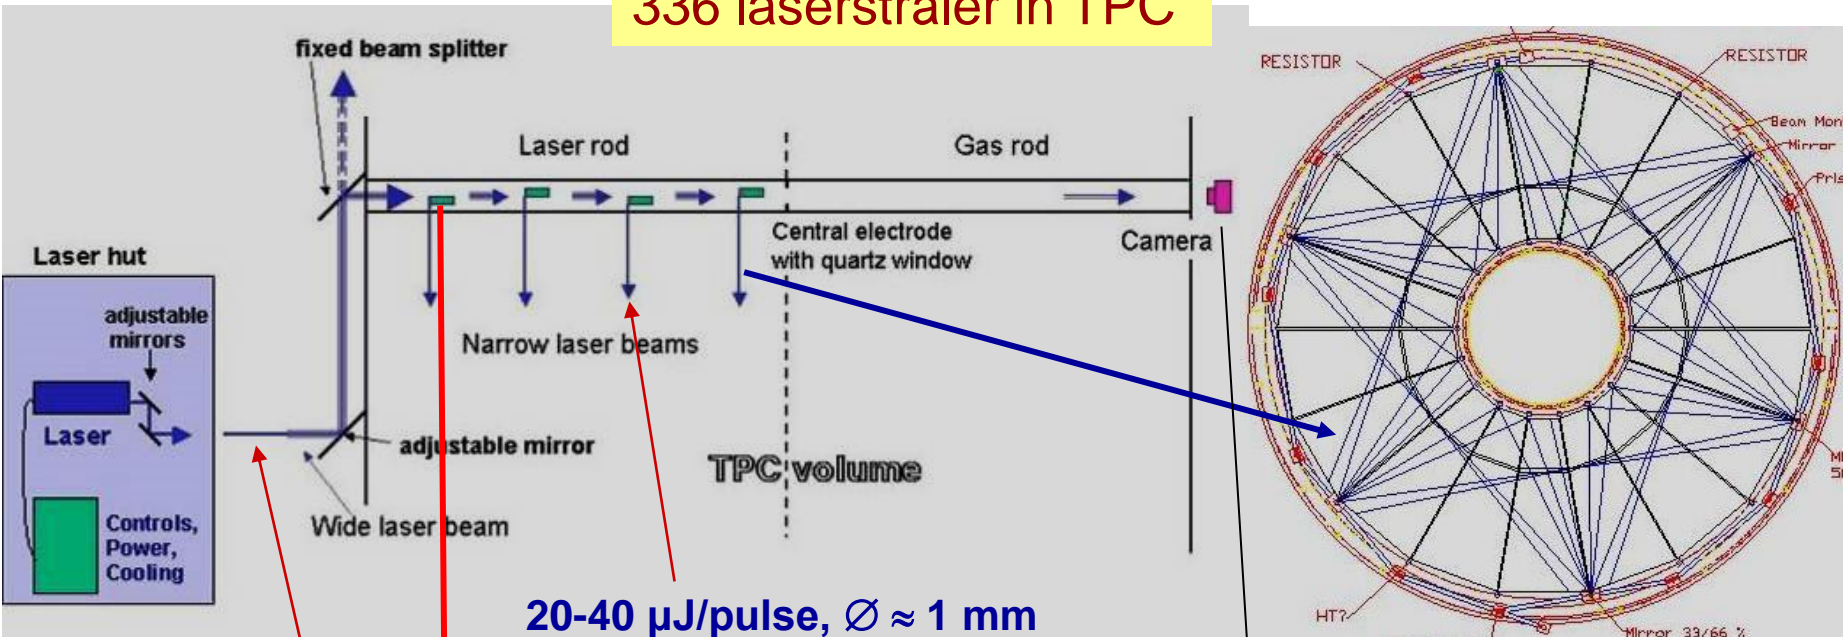 336 laserstråler in TPC
fixed beam splitter
RESISTOR
RESISTOR
Laser rod
Gas rod
Beam
Mirror
Central electrode
with quartz window
Camera
Laser hut
adjustable
mirrors
Narrow laser beams
Laser
adjustable mirror
TPC volume
Wide laser beam
Controls,
Power,
Cooling
20-40 µJ/pulse, ∅ ≈ 1 mm
HT?
Mirror 33/66 %